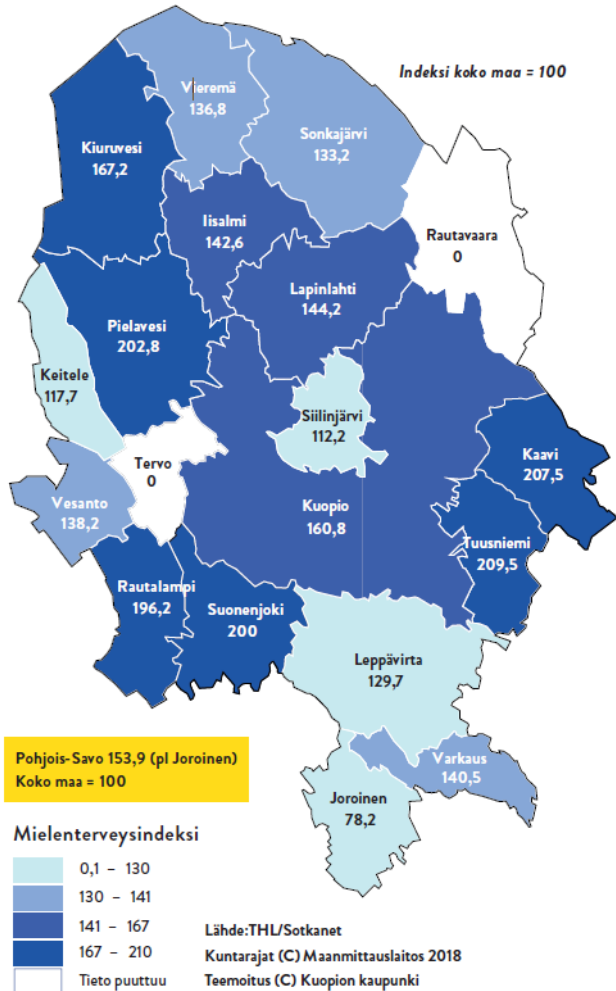 Indeksi koko maa = 100
Vieremä
136,8
Sonkajärvi
133,2
Kiuruvesi
167,2
Iisalmi
142,6
Rautavaara
0
Lapinlahti
144,2
Pielavesi
202,8
Keitele
117,7
Siilinjärvi
112,2
Kaavi
207,5
Tervo
0
Vesanto
138,2
Kuopio
160,8
Tuusniemi
209,5
Rautalampi
196,2
Suonenjoki
200
Leppävirta
129,7
Varkaus
140,5
Joroinen
78,2
Pohjois-Savo 153,9 (pl Joroinen)
Koko maa = 100
Mielenterveysindeksi
0,1 – 130
130 – 141
141 – 167
167 – 210
Tieto puuttuu
Lähde:THL/Sotkanet
Kuntarajat (C) Maanmittauslaitos 2018
Teemoitus (C) Kuopion kaupunki